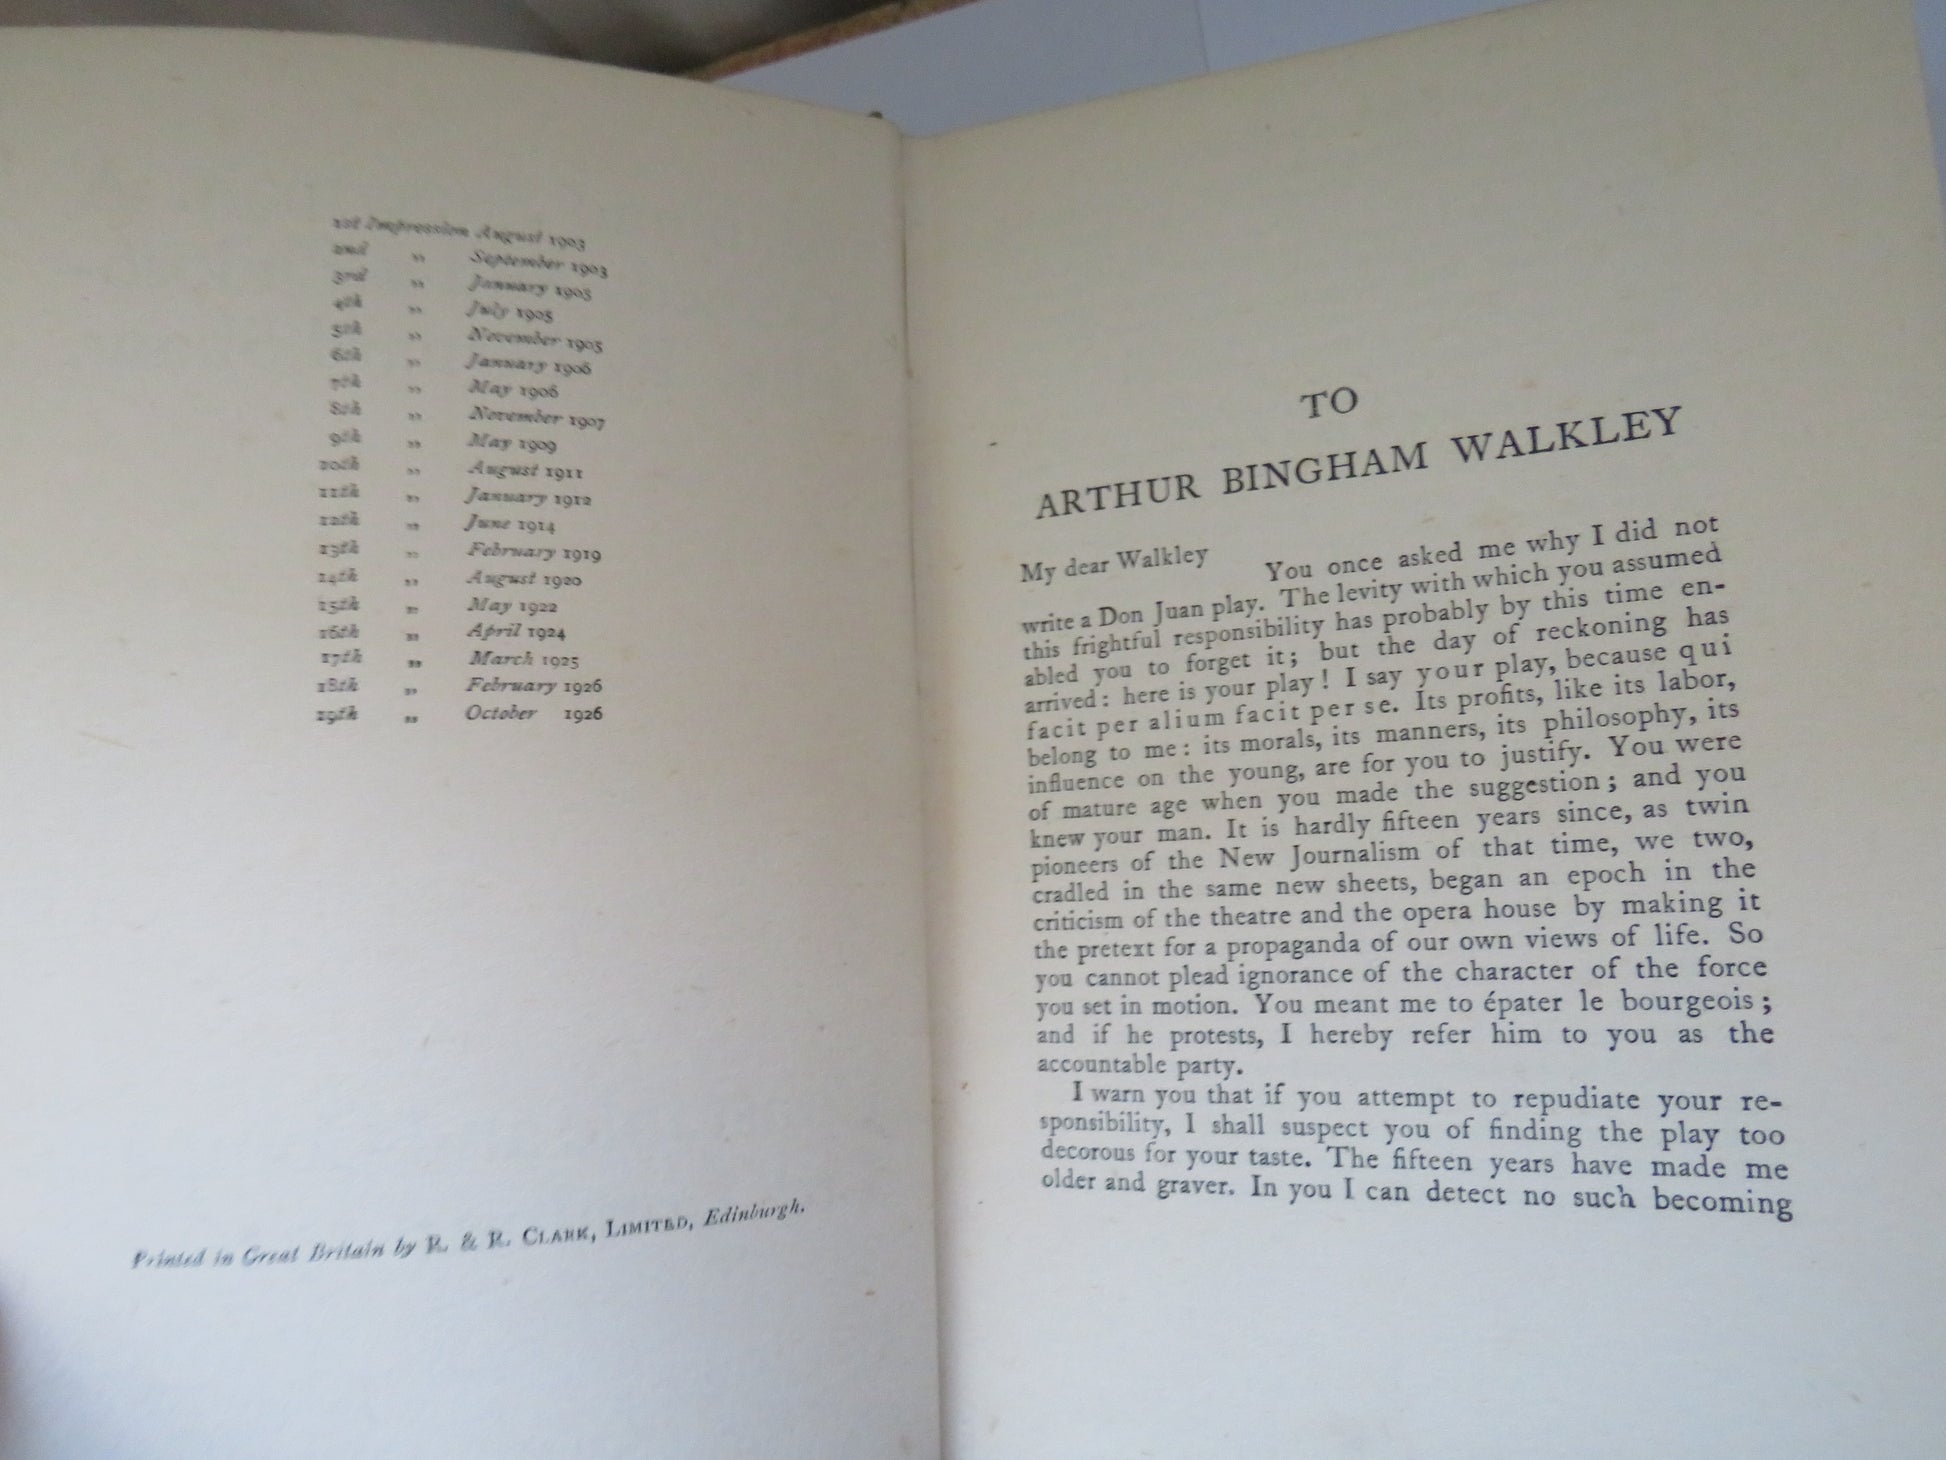 1st Impression August 1903
2nd „ September 1903
3rd „ January 1905
4th „ July 1905
5th „ November 1905
6th „ January 1906
7th „ May 1906
8th „ November 1907
9th „ May 1909
10th „ August 1911
11th „ January 1912
12th „ June 1914
13th „ February 1919
14th „ August 1920
15th „ May 1922
16th „ April 1924
17th „ March 1925
18th „ February 1926
19th „ October 1926
Printed in Great Britain by R. & R. CLARK, LIMITED, Edinburgh.
TO
ARTHUR BINGHAM WALKLEY
My dear Walkley
You once asked me why I did not
write a Don Juan play. The levity with which you assumed
this frightful responsibility has probably by this time en-
abled you to forget it; but the day of reckoning has
arrived: here is your play! I say your play, because qui
facit per alium facit per se. Its profits, like its labor,
belong to me: its morals, its manners, its philosophy, its
influence on the young, are for you to justify. You were
of mature age when you made the suggestion; and you
knew your man. It is hardly fifteen years since, as twin
pioneers of the New Journalism of that time, we two,
cradled in the same new sheets, began an epoch in the
criticism of the theatre and the opera house by making it
the pretext for a propaganda of our own views of life. So
you cannot plead ignorance of the character of the force
you set in motion. You meant me to épater le bourgeois;
and if he protests, I hereby refer him to you as the
accountable party.
I warn you that if you attempt to repudiate your re-
sponsibility, I shall suspect you of finding the play too
decorous for your taste. The fifteen years have made me
older and graver. In you I can detect no such becoming